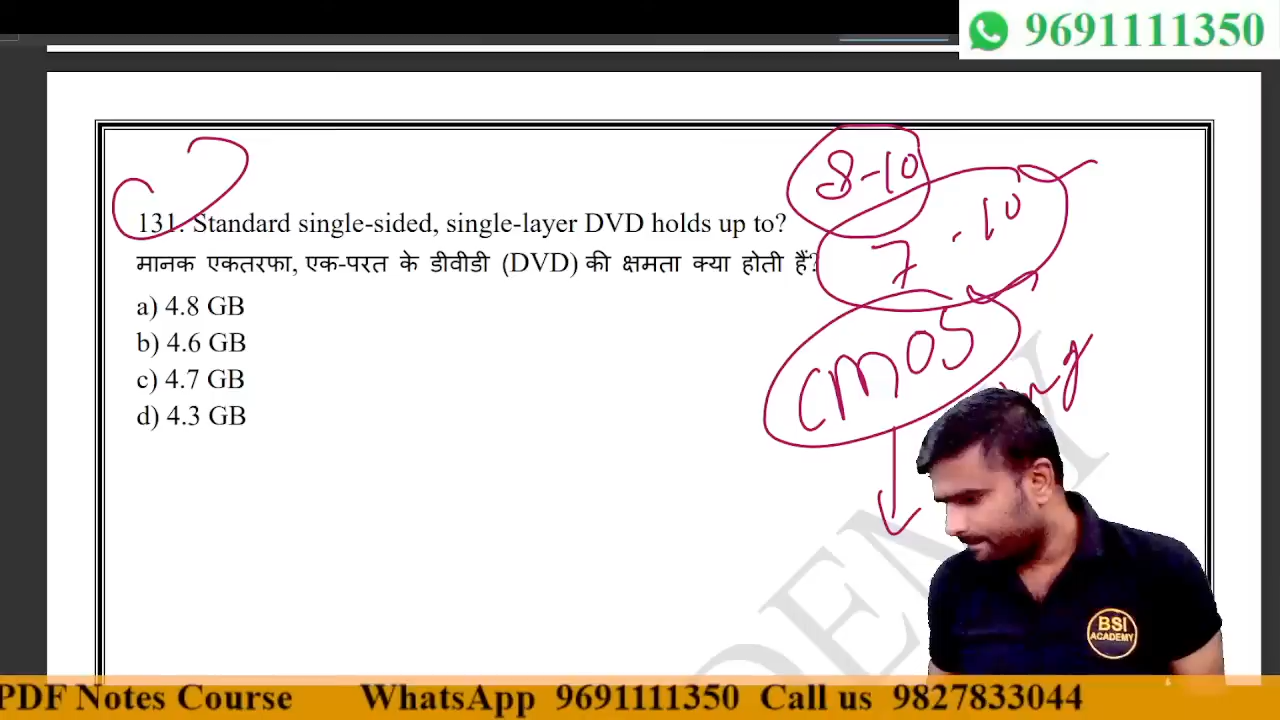 9691111350
8-10
7 -10
131. Standard single-sided, single-layer DVD holds up to?
मानक एकतरफा, एक-परत के डीवीडी (DVD) की क्षमता क्या होती हैं?
a) 4.8 GB
b) 4.6 GB
c) 4.7 GB
d) 4.3 GB
CMOS
BSI
ACADEMY
PDF Notes Course WhatsApp 9691111350 Call us 9827833044